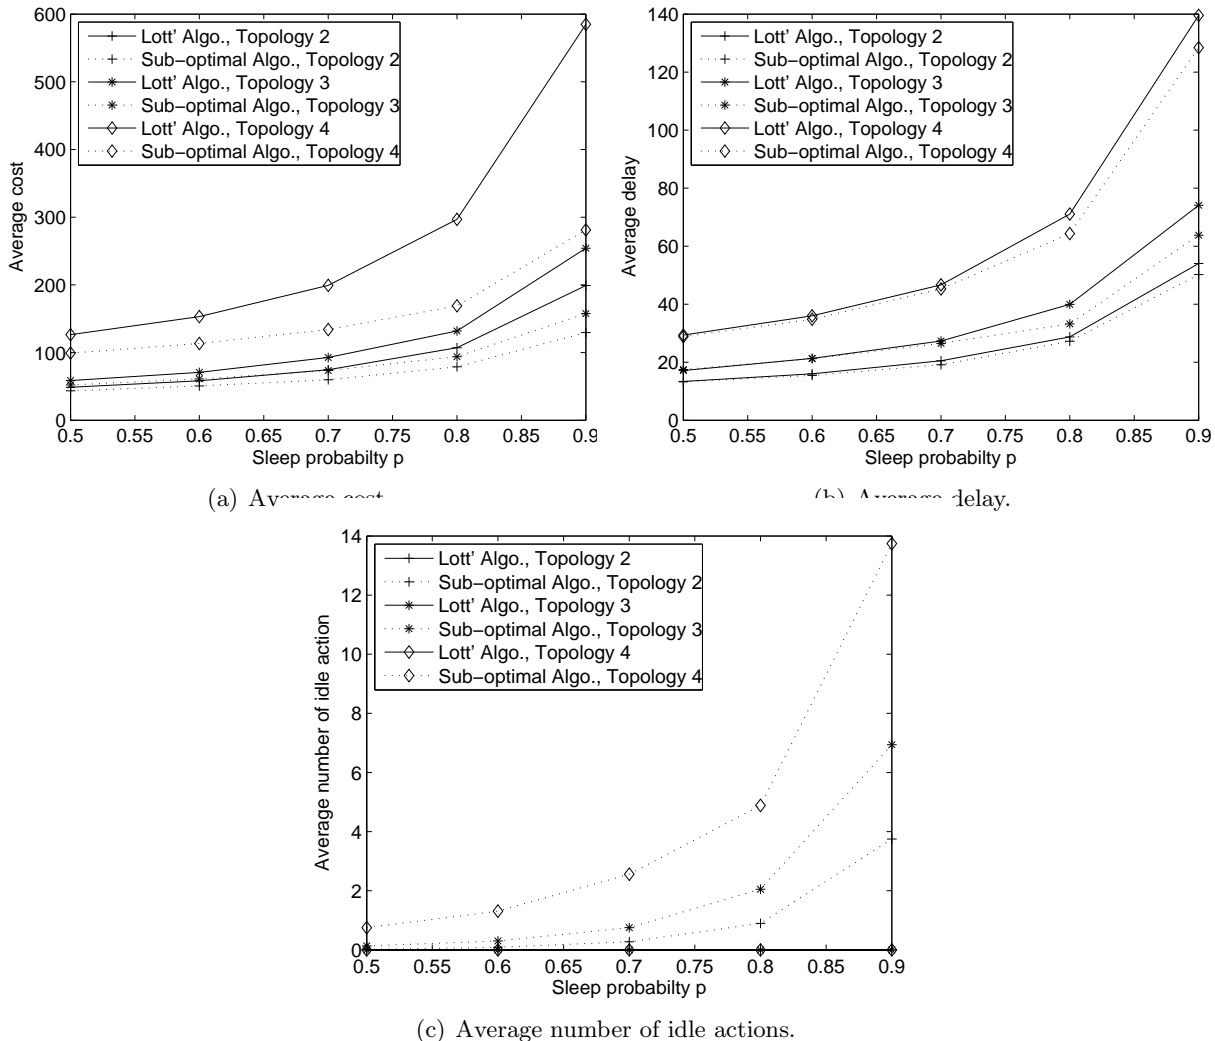 600
500
400
300
200
100
0
Average cost
Lott' Algo., Topology 2
Sub-optimal Algo., Topology 2
Lott' Algo., Topology 3
Sub-optimal Algo., Topology 3
Lott' Algo., Topology 4
Sub-optimal Algo., Topology 4
0.5 0.55 0.6 0.65 0.7 0.75 0.8 0.85 0.9
Sleep probabilty p
(a) Average cost
140
120
100
80
60
40
20
0
Average delay
Lott' Algo., Topology 2
Sub-optimal Algo., Topology 2
Lott' Algo., Topology 3
Sub-optimal Algo., Topology 3
Lott' Algo., Topology 4
Sub-optimal Algo., Topology 4
0.5 0.55 0.6 0.65 0.7 0.75 0.8 0.85 0.9
Sleep probabilty p
(b) Average delay.
14
12
10
8
6
4
2
0
Average number of idle action
Lott' Algo., Topology 2
Sub-optimal Algo., Topology 2
Lott' Algo., Topology 3
Sub-optimal Algo., Topology 3
Lott' Algo., Topology 4
Sub-optimal Algo., Topology 4
0.5 0.55 0.6 0.65 0.7 0.75 0.8 0.85 0.9
Sleep probabilty p
(c) Average number of idle actions.